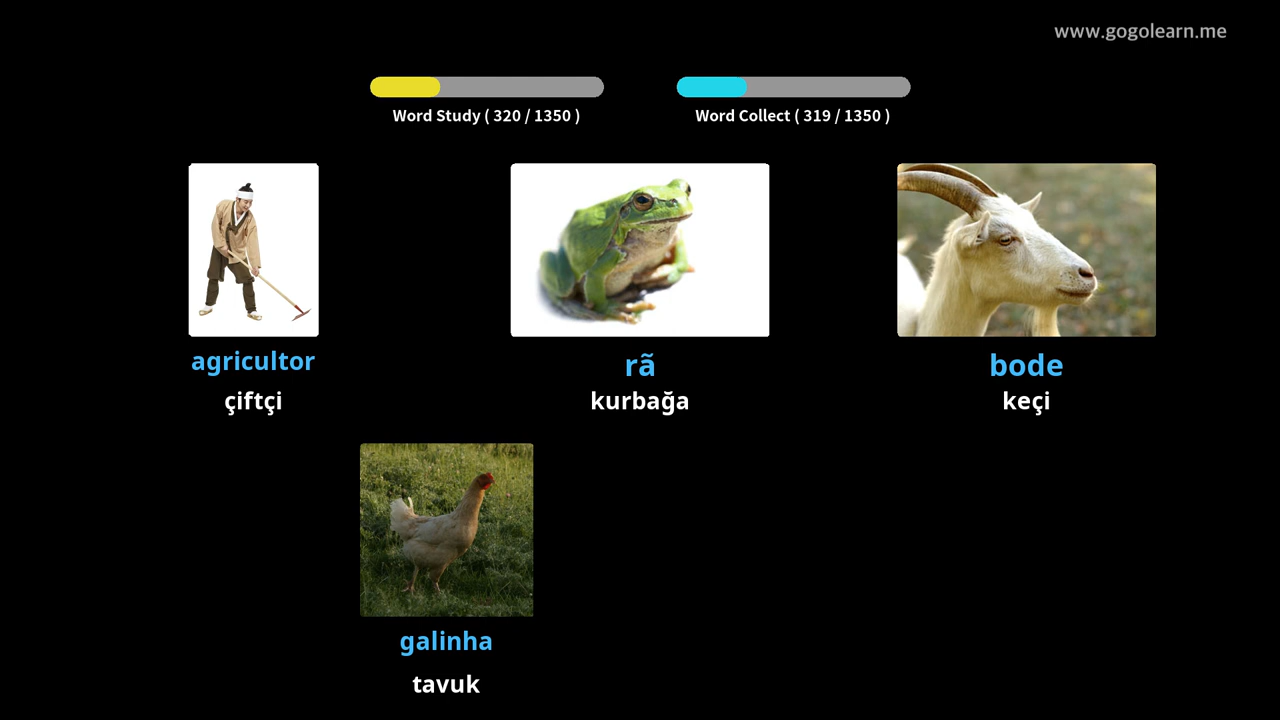 www.gogolearn.me
Word Study ( 320 / 1350 )
Word Collect ( 319 / 1350 )
agricultor
rã
bode
çiftçi
kurbağa
keçi
galinha
tavuk